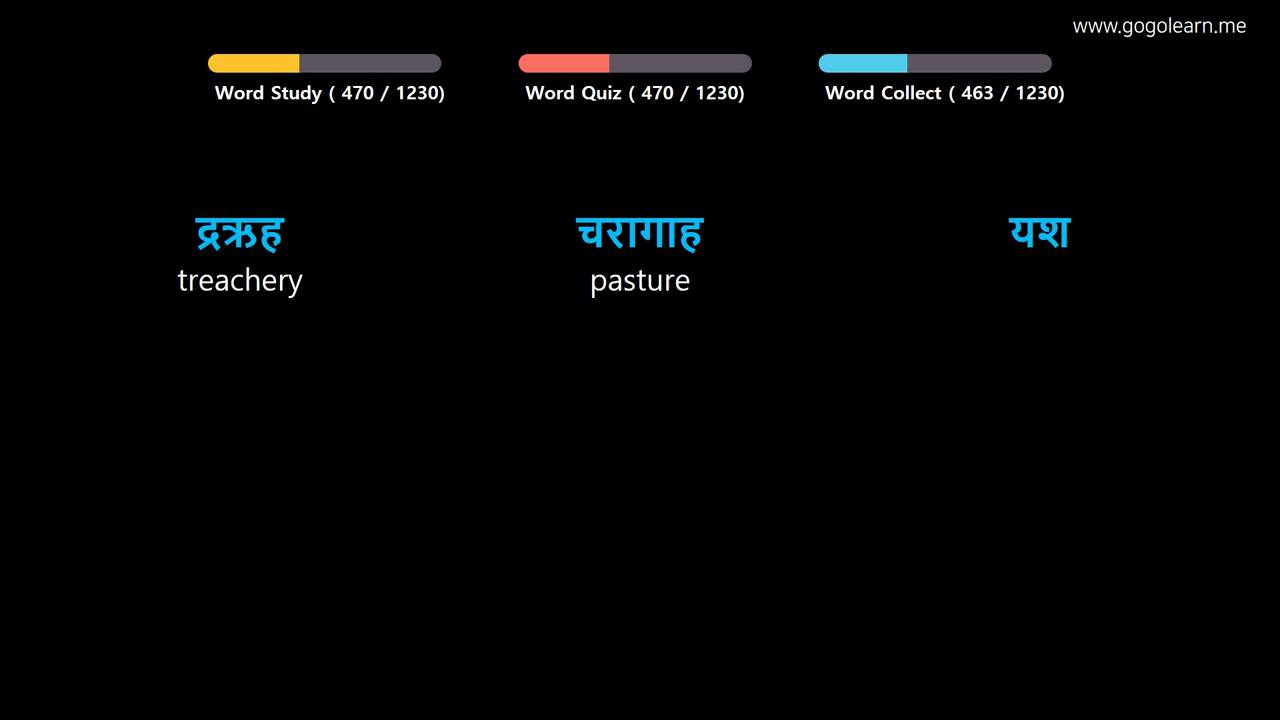 www.gogolearn.me
Word Study ( 470 / 1230)
Word Quiz ( 470 / 1230)
Word Collect ( 463 / 1230)
द्रऋह
treachery
चरागाह
pasture
यश